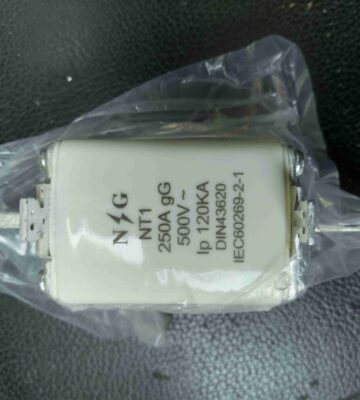 N G
NT1
250A gG
500V ~
Ip 120KA
DIN43620
IEC60269-2-1